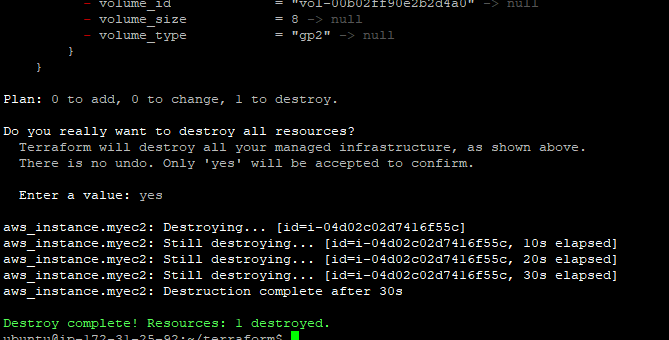 - volume_id = "vol-00b02ff90e2b2d4a0" -> null
- volume_size = 8 -> null
- volume_type = "gp2" -> null
}
}
Plan: 0 to add, 0 to change, 1 to destroy.
Do you really want to destroy all resources?
Terraform will destroy all your managed infrastructure, as shown above.
There is no undo. Only 'yes' will be accepted to confirm.
Enter a value: yes
aws_instance.myec2: Destroying... [id=i-04d02c02d7416f55c]
aws_instance.myec2: Still destroying... [id=i-04d02c02d7416f55c, 10s elapsed]
aws_instance.myec2: Still destroying... [id=i-04d02c02d7416f55c, 20s elapsed]
aws_instance.myec2: Still destroying... [id=i-04d02c02d7416f55c, 30s elapsed]
aws_instance.myec2: Destruction complete after 30s
Destroy complete! Resources: 1 destroyed.
ubuntu@ip-172-31-25-92:~/terraform$